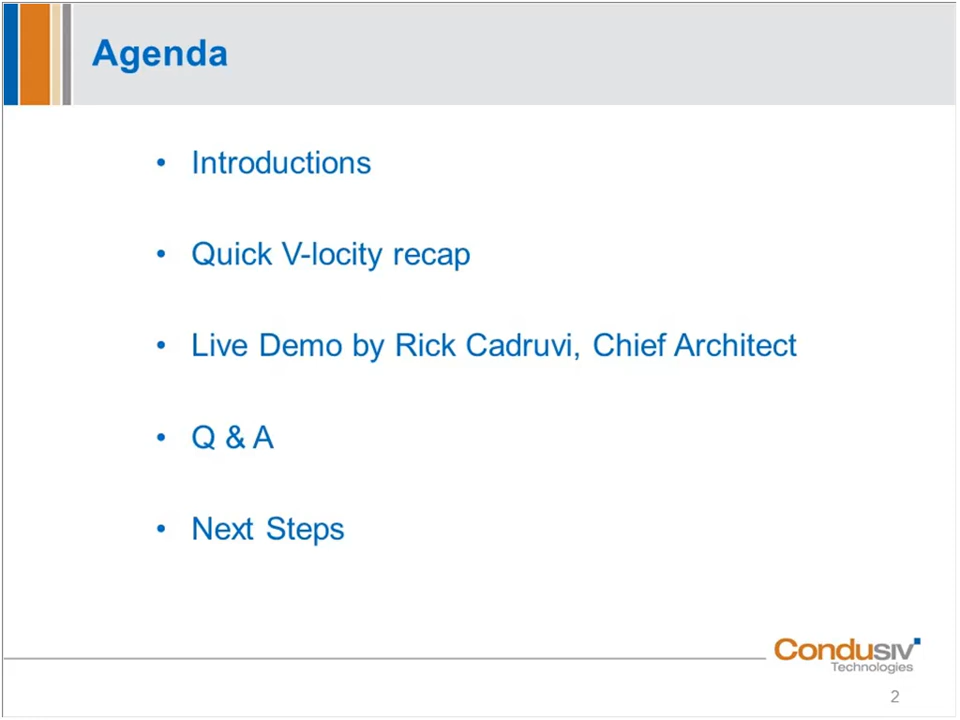 Agenda
• Introductions
• Quick V-locity recap
• Live Demo by Rick Cadruvi, Chief Architect
• Q & A
• Next Steps
Condusiv
Technologies
2